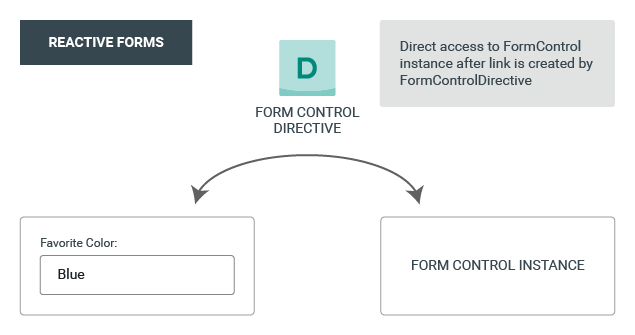 REACTIVE FORMS
D
FORM CONTROL
DIRECTIVE
Direct access to FormControl
instance after link is created by
FormControlDirective
Favorite Color:
Blue
FORM CONTROL INSTANCE